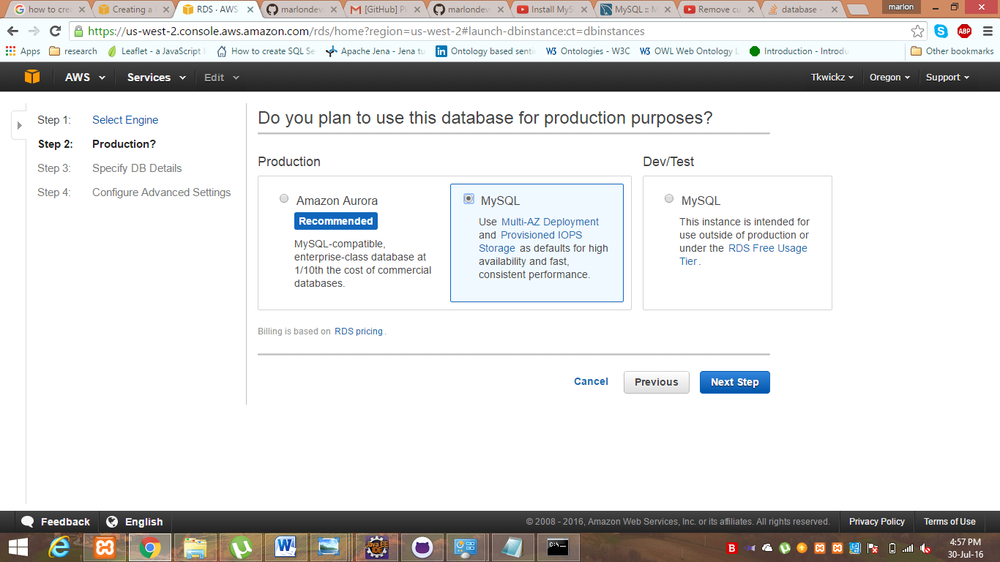 how to cre
Creating a
RDS · AWS
marlondev
[GitHub] Pl
marlondev
Install MyS
MySQL :: M
Remove cu
database -
marlon
https://us-west-2.console.aws.amazon.com/rds/home?region=us-west-2#launch-dbinstance:ct=dbinstances
ABP
Apps
research
Leaflet - a JavaScript
How to create SQL Se
Apache Jena - Jena tu
Ontology based senti
W3 Ontologies - W3C
W3 OWL Web Ontology L
Introduction - Introdu
Other bookmarks
AWS
Services
Edit
Tkwickz
Oregon
Support
Step 1: Select Engine
Step 2: Production?
Step 3: Specify DB Details
Step 4: Configure Advanced Settings
Do you plan to use this database for production purposes?
Production
Amazon Aurora
Recommended
MySQL-compatible,
enterprise-class database at
1/10th the cost of commercial
databases.
MySQL
Use Multi-AZ Deployment
and Provisioned IOPS
Storage as defaults for high
availability and fast,
consistent performance.
Dev/Test
MySQL
This instance is intended for
use outside of production or
under the RDS Free Usage
Tier.
Billing is based on RDS pricing.
Cancel
Previous
Next Step
Feedback
English
© 2008 - 2016, Amazon Web Services, Inc. or its affiliates. All rights reserved.
Privacy Policy
Terms of Use
Java EE
IDE
4:57 PM
30-Jul-16